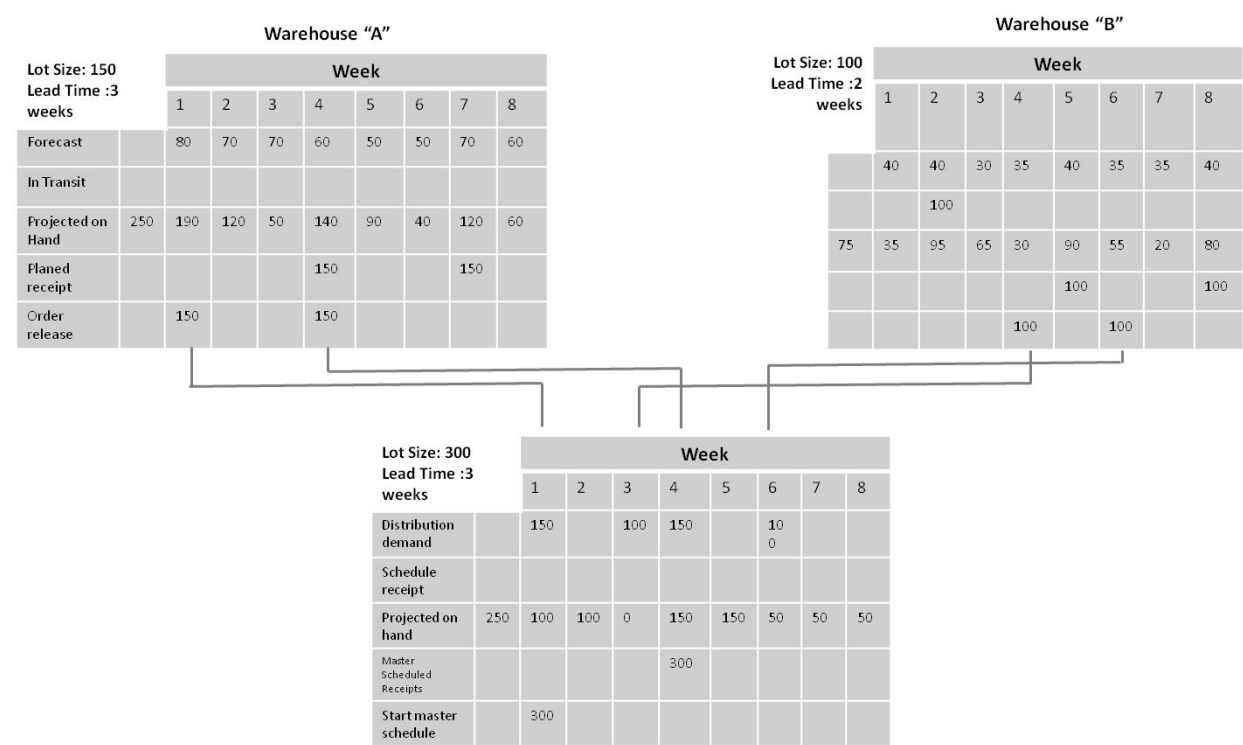 Warehouse “A”
Lot Size: 150
Lead Time :3
weeks
Week
1 2 3 4 5 6 7 8
Forecast 80 70 70 60 50 50 70 60
In Transit
Projected on
Hand 250 190 120 50 140 90 40 120 60
Planed
receipt 150 150
Order
release 150 150
Warehouse “B”
Lot Size: 100
Lead Time :2
weeks
Week
1 2 3 4 5 6 7 8
40 40 30 35 40 35 35 40
100
75 35 95 65 30 90 55 20 80
100 100
100 100
Lot Size: 300
Lead Time :3
weeks
Week
1 2 3 4 5 6 7 8
Distribution
demand 150 100 150 10
0
Schedule
receipt
Projected on
hand 250 100 100 0 150 150 50 50 50
Master
Scheduled
Receipts 300
Start master
schedule 300